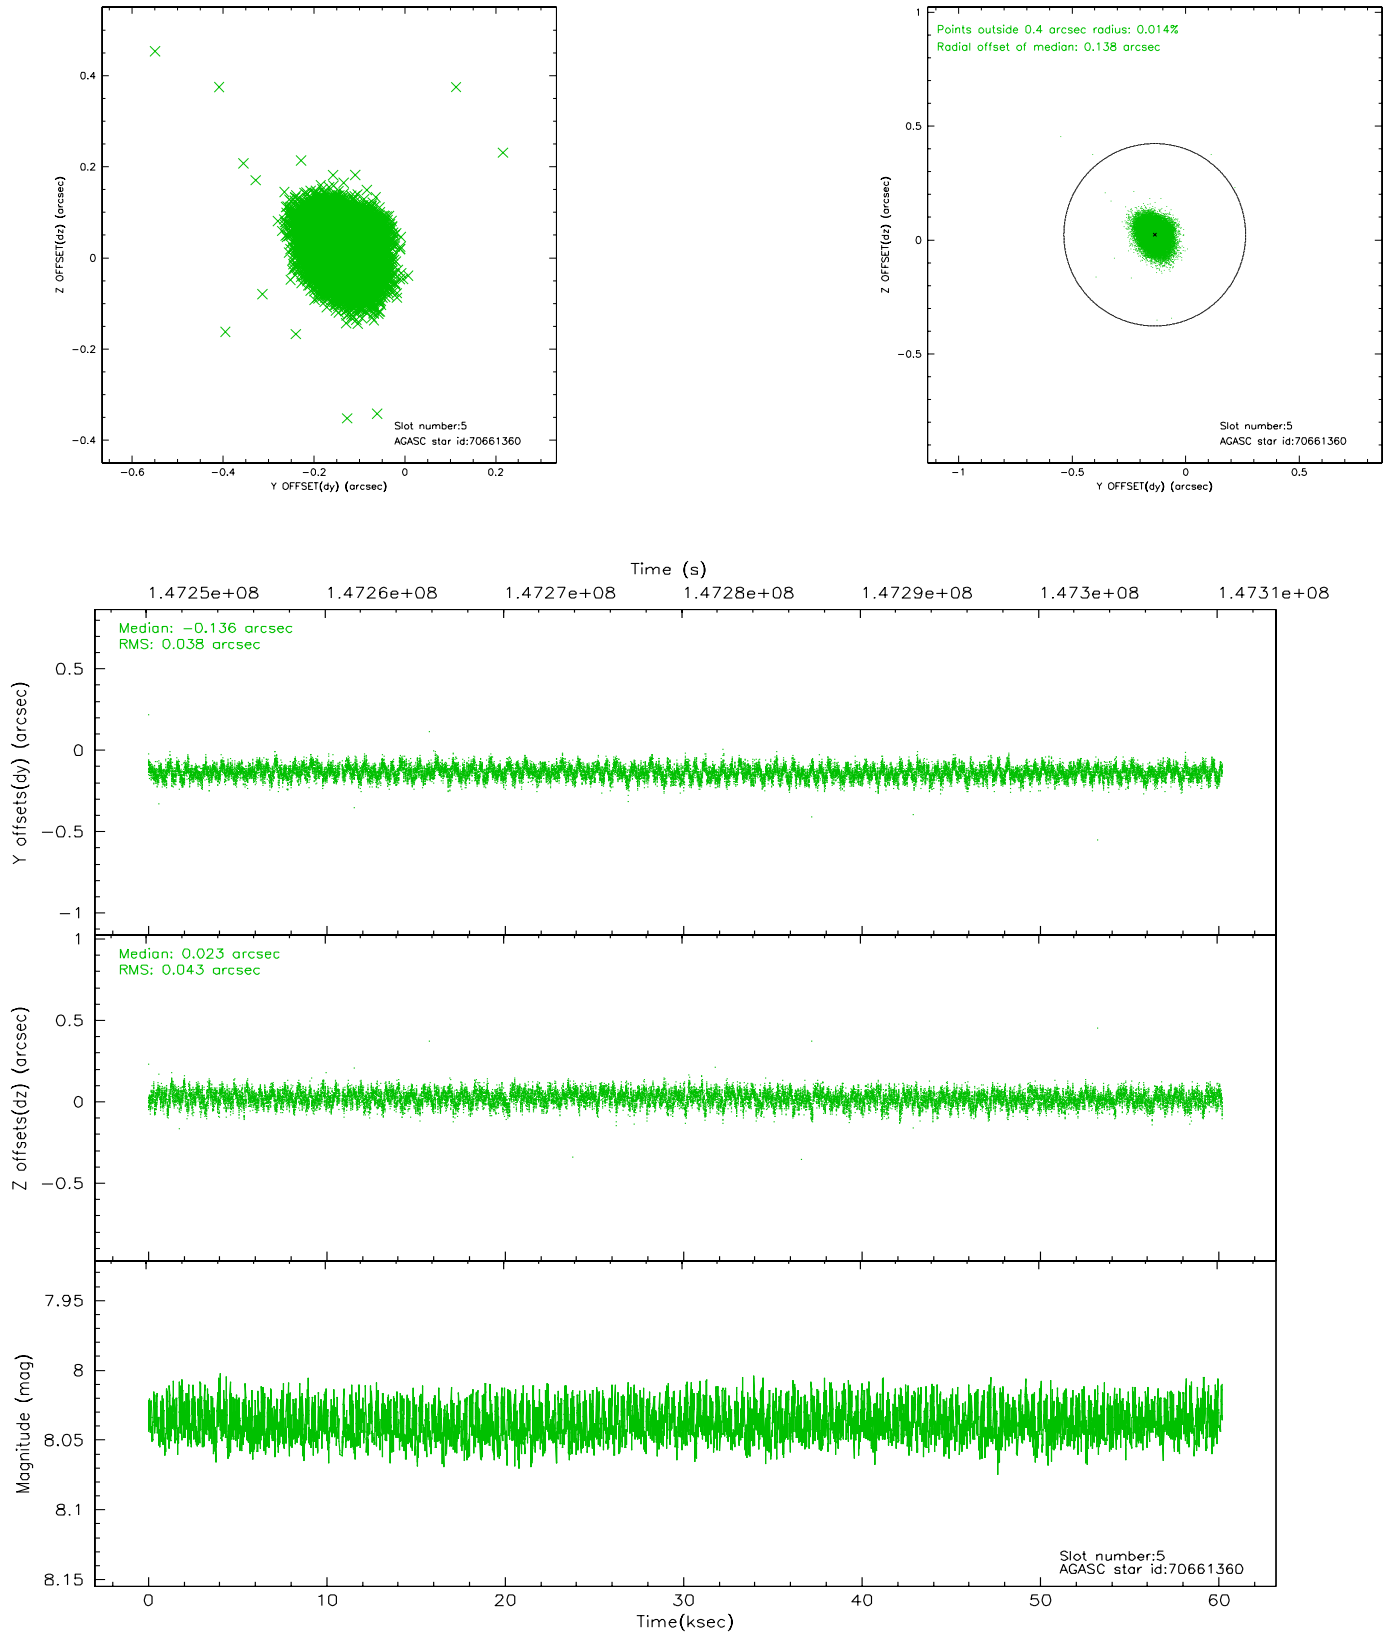 0.4
0.2
0
−0.2
−0.4
Z OFFSET(dz) (arcsec)
Slot number:5
AGASC star id:70661360
−0.6 −0.4 −0.2 0 0.2
Y OFFSET(dy) (arcsec)
Points outside 0.4 arcsec radius: 0.014%
Radial offset of median: 0.138 arcsec
1
0.5
0
−0.5
Z OFFSET(dz) (arcsec)
Slot number:5
AGASC star id:70661360
−1 −0.5 0 0.5
Y OFFSET(dy) (arcsec)
Time (s)
1.4725e+08 1.4726e+08 1.4727e+08 1.4728e+08 1.4729e+08 1.473e+08 1.4731e+08
Median: −0.136 arcsec
RMS: 0.038 arcsec
0.5
0
−0.5
−1
Y offsets(dy) (arcsec)
Median: 0.023 arcsec
RMS: 0.043 arcsec
1
0.5
0
−0.5
Z offsets(dz) (arcsec)
7.95
8
8.05
8.1
8.15
Magnitude (mag)
Slot number:5
AGASC star id:70661360
0 10 20 30 40 50 60
Time(ksec)